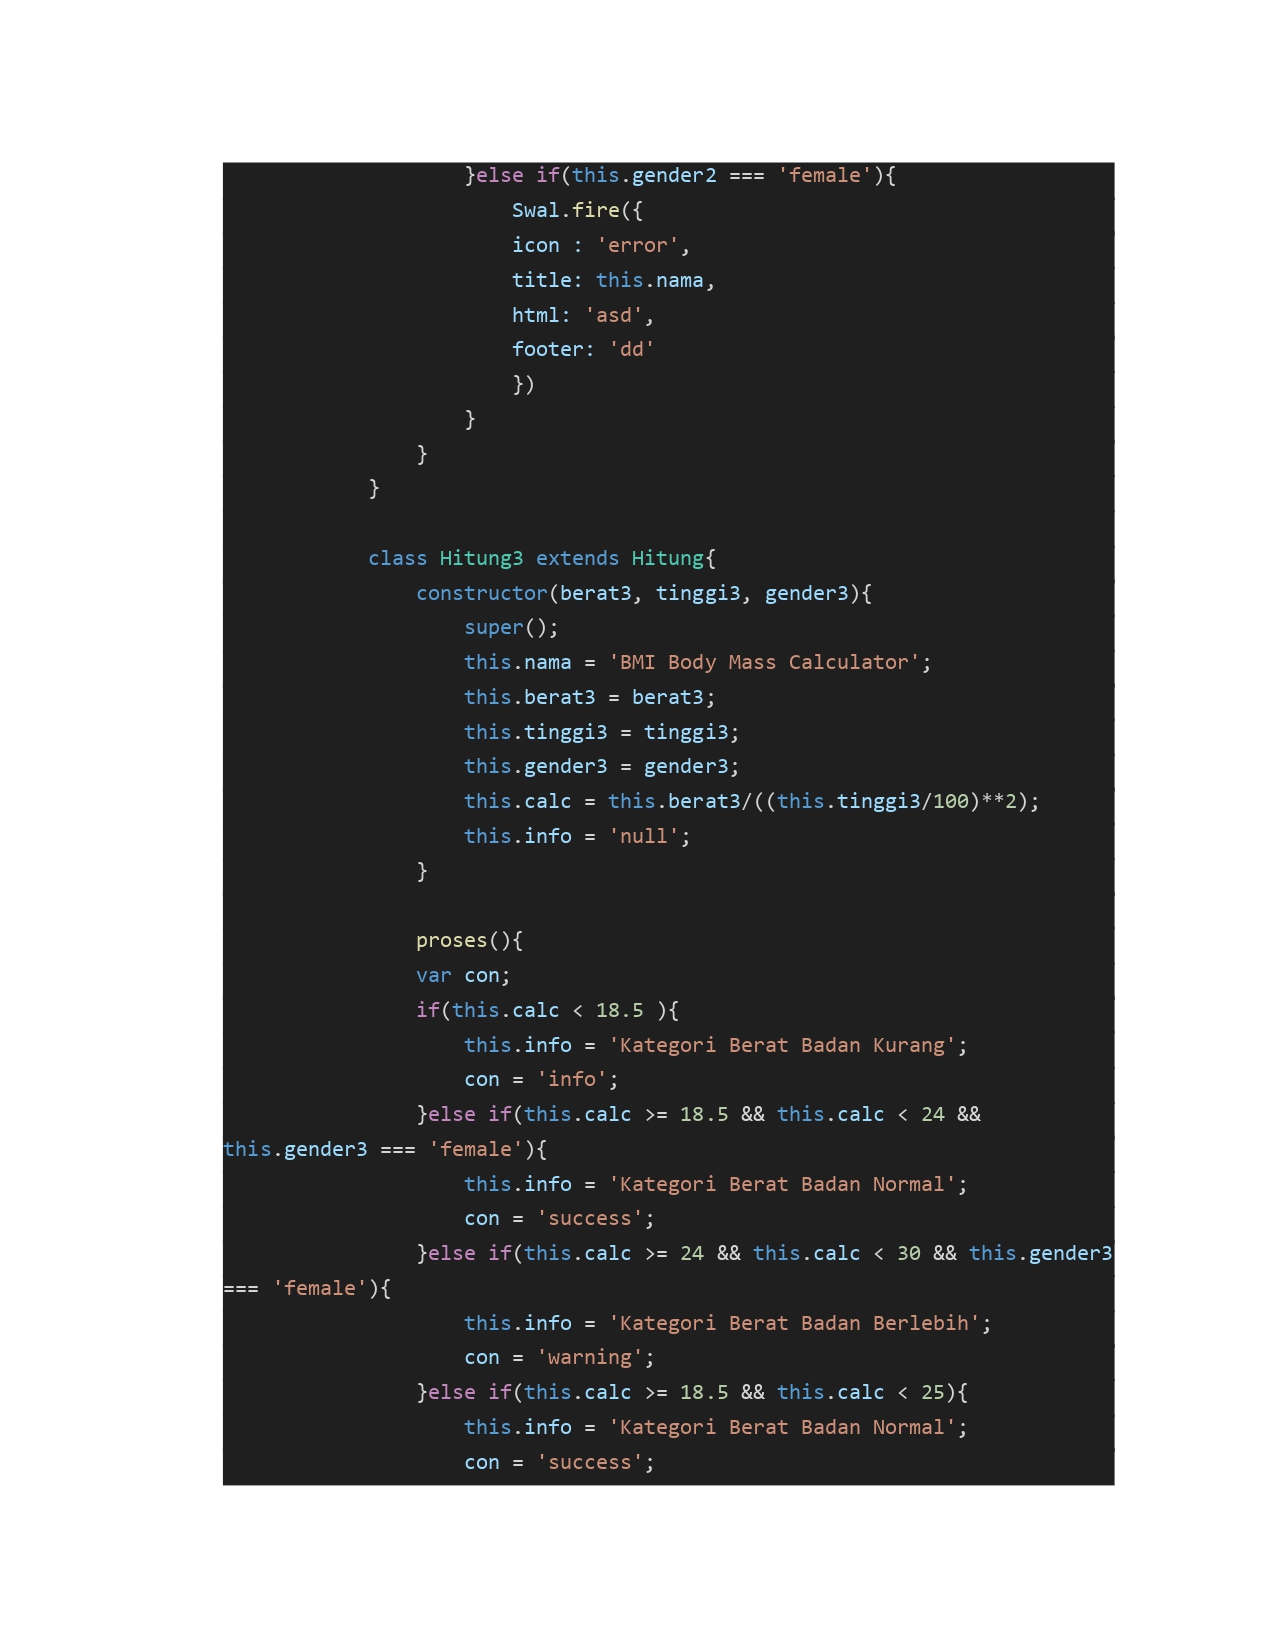 }else if(this.gender2 === 'female'){
Swal.fire({
icon : 'error',
title: this.nama,
html: 'asd',
footer: 'dd'
})
}
}
}
class Hitung3 extends Hitung{
constructor(berat3, tinggi3, gender3){
super();
this.nama = 'BMI Body Mass Calculator';
this.berat3 = berat3;
this.tinggi3 = tinggi3;
this.gender3 = gender3;
this.calc = this.berat3/((this.tinggi3/100)**2);
this.info = 'null';
}
proses(){
var con;
if(this.calc < 18.5 ){
this.info = 'Kategori Berat Badan Kurang';
con = 'info';
}else if(this.calc >= 18.5 && this.calc < 24 &&
this.gender3 === 'female'){
this.info = 'Kategori Berat Badan Normal';
con = 'success';
}else if(this.calc >= 24 && this.calc < 30 && this.gender3
=== 'female'){
this.info = 'Kategori Berat Badan Berlebih';
con = 'warning';
}else if(this.calc >= 18.5 && this.calc < 25){
this.info = 'Kategori Berat Badan Normal';
con = 'success';